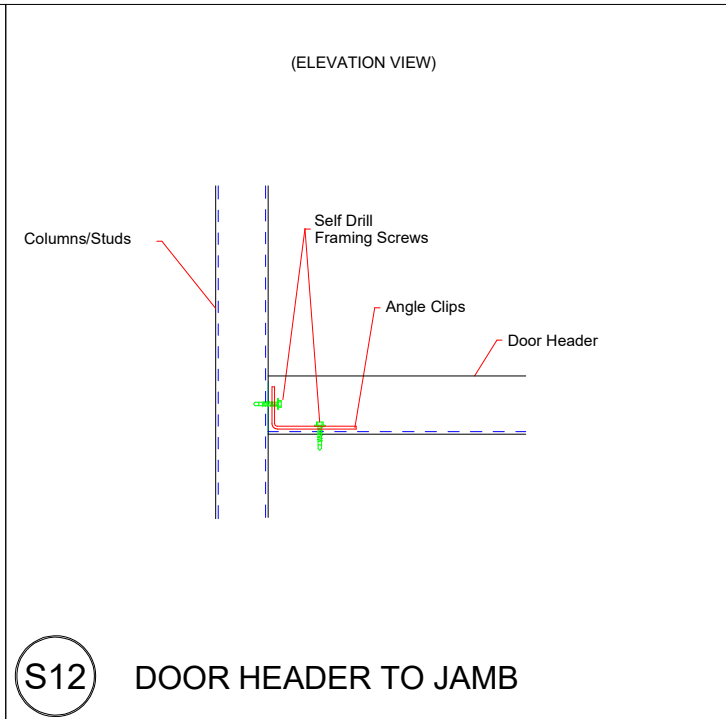 (ELEVATION VIEW)
Columns/Studs
Self Drill
Framing Screws
Angle Clips
Door Header
S12
DOOR HEADER TO JAMB